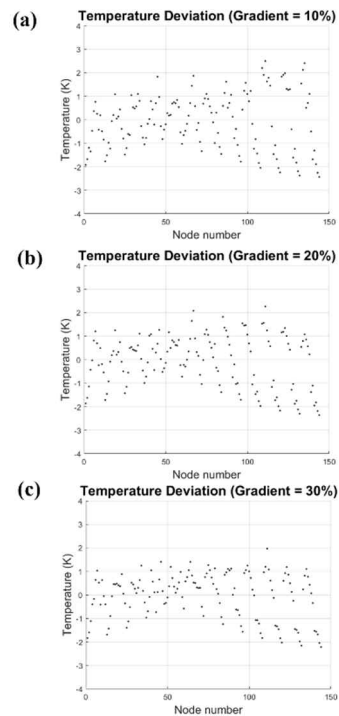 (a)
Temperature Deviation (Gradient = 10%)
4
3
2
1
0
-1
-2
-3
-4
Temperature (K)
0 50 100 150
Node number
(b)
Temperature Deviation (Gradient = 20%)
4
3
2
1
0
-1
-2
-3
-4
Temperature (K)
0 50 100 150
Node number
(c)
Temperature Deviation (Gradient = 30%)
4
3
2
1
0
-1
-2
-3
-4
Temperature (K)
0 50 100 150
Node number